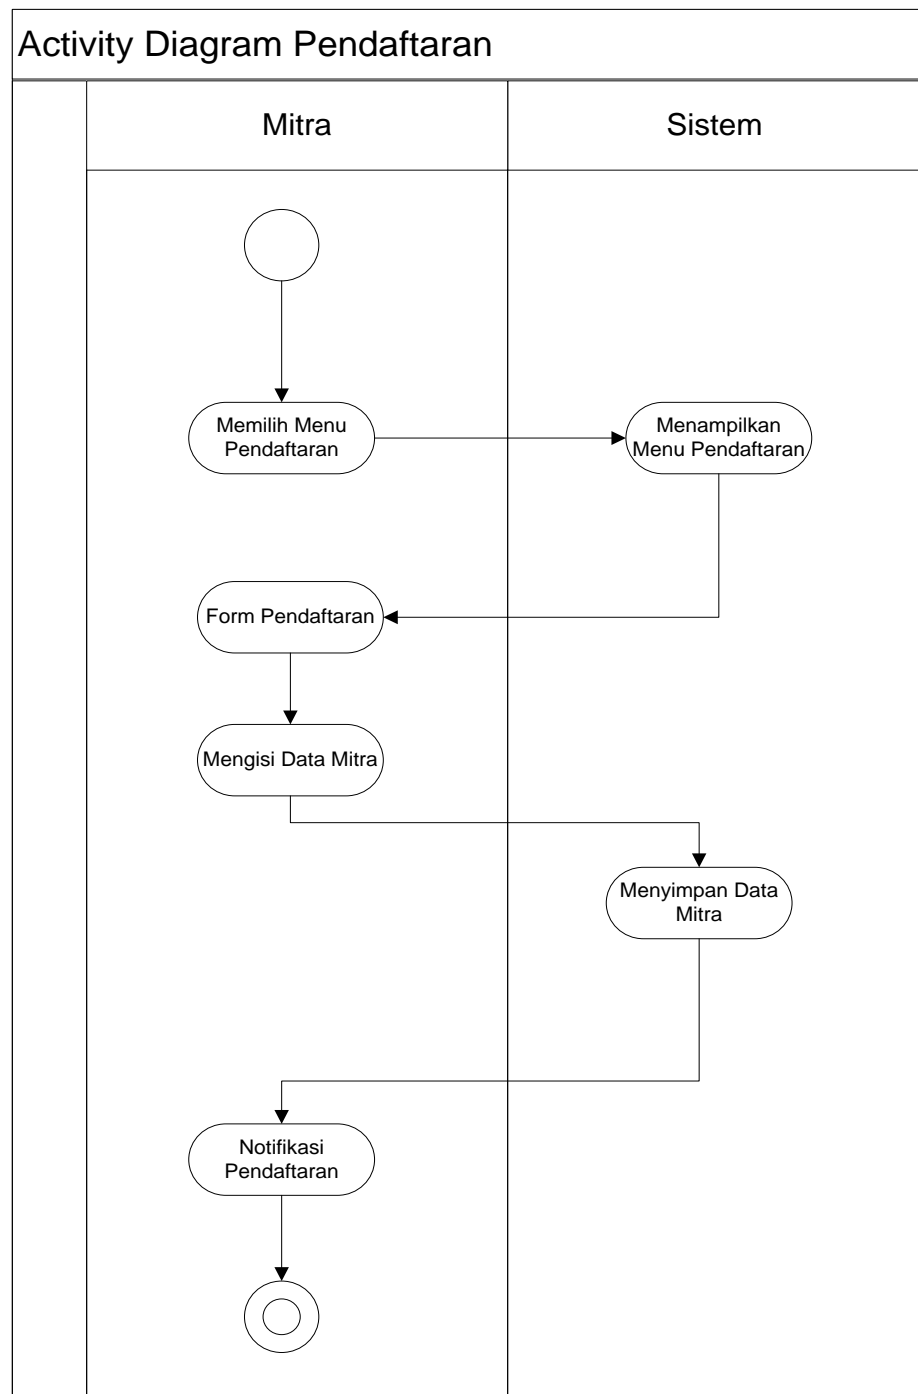 Activity Diagram Pendaftaran
Mitra
Sistem
Memilih Menu
Pendaftaran
Menampilkan
Menu Pendaftaran
Form Pendaftaran
Mengisi Data Mitra
Menyimpan Data
Mitra
Notifikasi
Pendaftaran